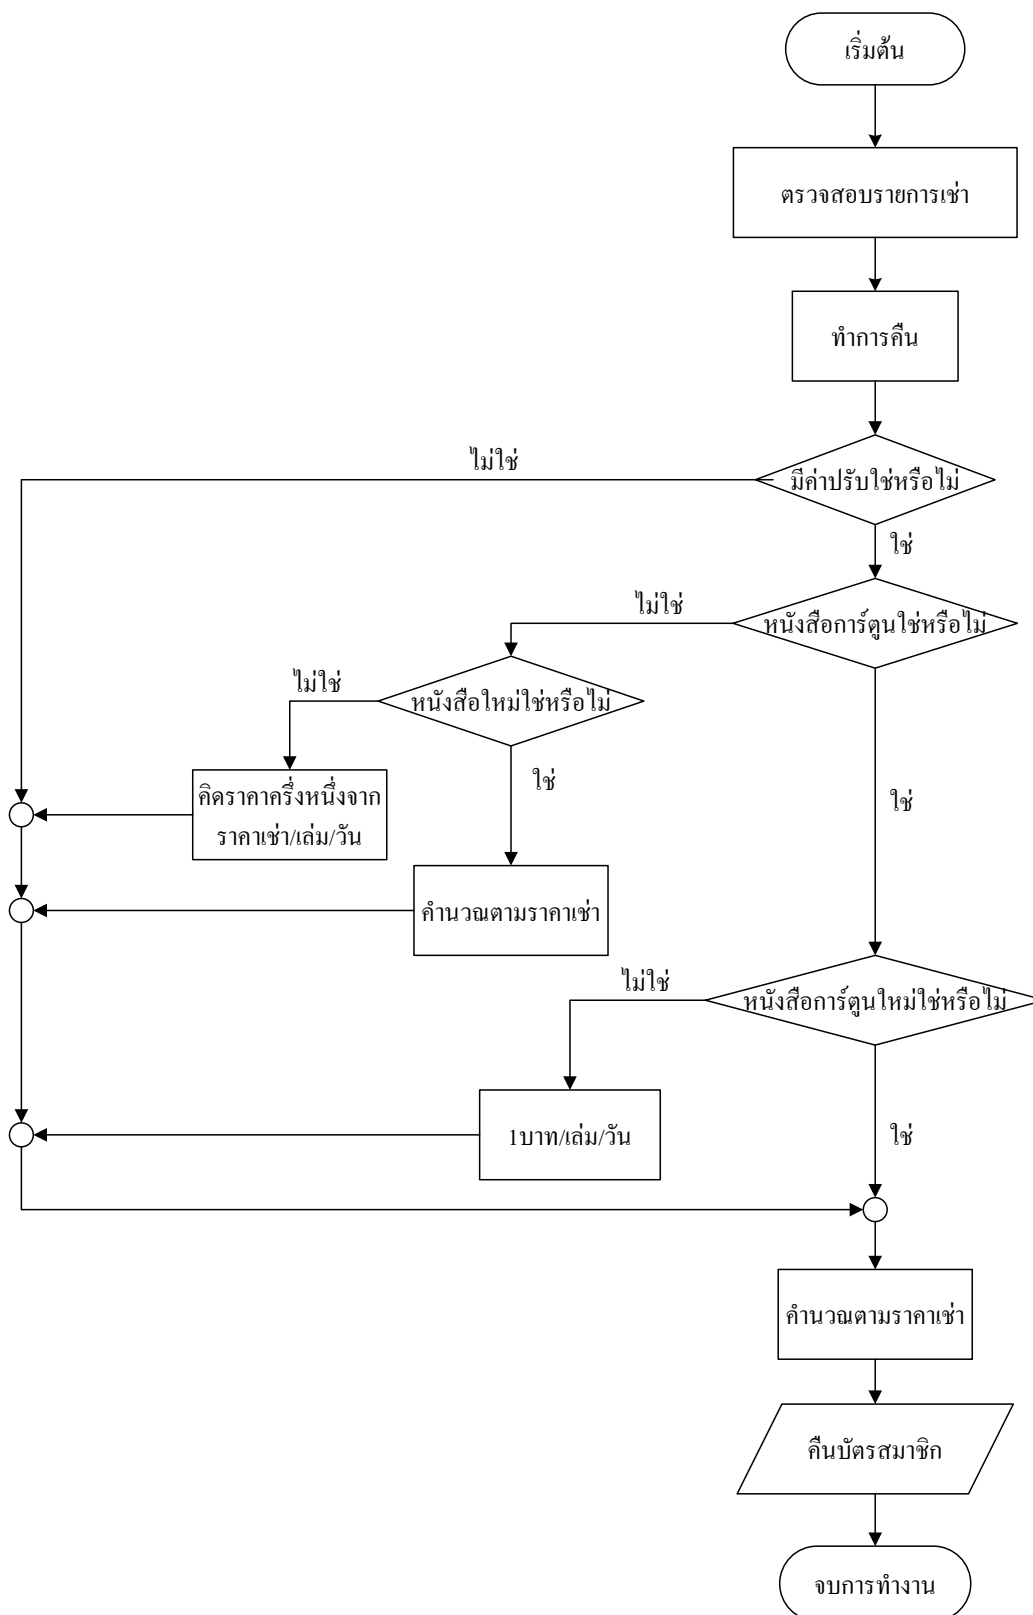 เริ่มต้น
ตรวจสอบรายการเช่า
ทำการคืน
ไม่ใช่
มีค่าปรับใช่หรือไม่
ใช่
ไม่ใช่
หนังสือการ์ตูนใช่หรือไม่
ไม่ใช่
หนังสือใหม่ใช่หรือไม่
ใช่
คิดราคาครึ่งหนึ่งจาก
ราคาเช่า/เล่ม/วัน
ใช่
คำนวณตามราคาเช่า
ไม่ใช่
หนังสือการ์ตูนใหม่ใช่หรือไม่
1บาท/เล่ม/วัน
ใช่
คำนวณตามราคาเช่า
คืนบัตรสมาชิก
จบการทำงาน